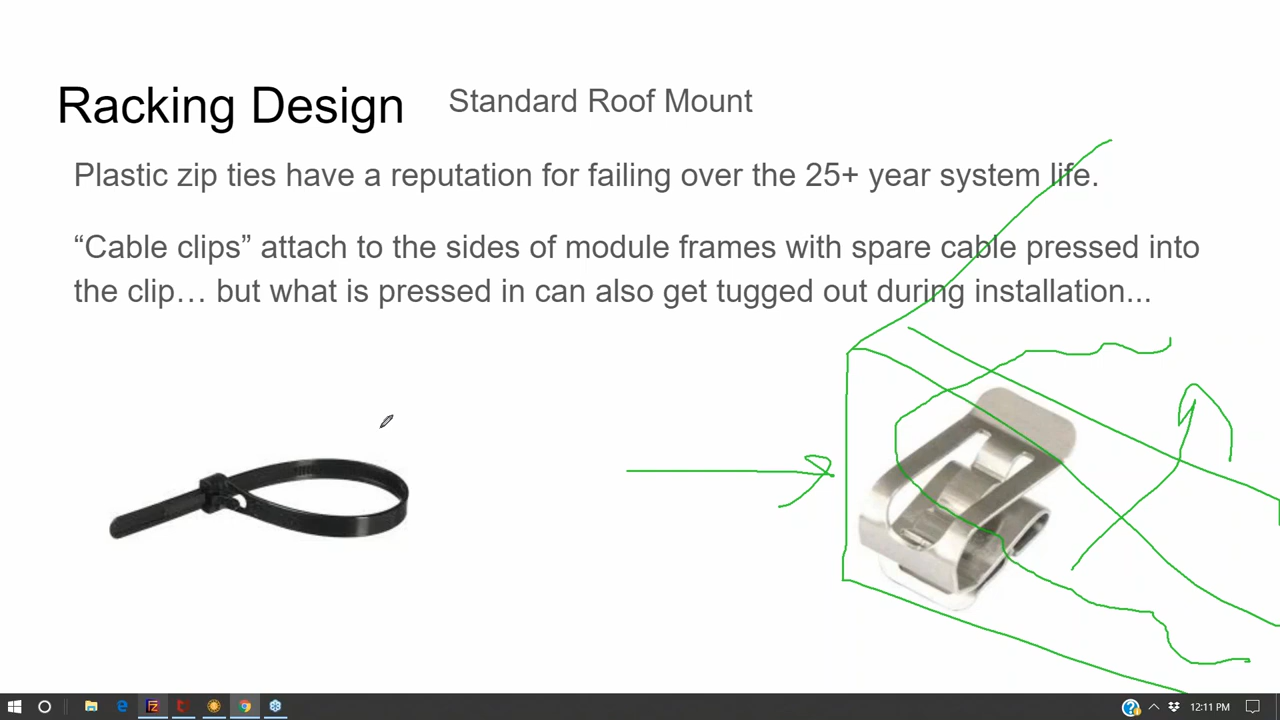 Racking Design
Standard Roof Mount
Plastic zip ties have a reputation for failing over the 25+ year system life.
“Cable clips” attach to the sides of module frames with spare cable pressed into
the clip… but what is pressed in can also get tugged out during installation...
12:11 PM